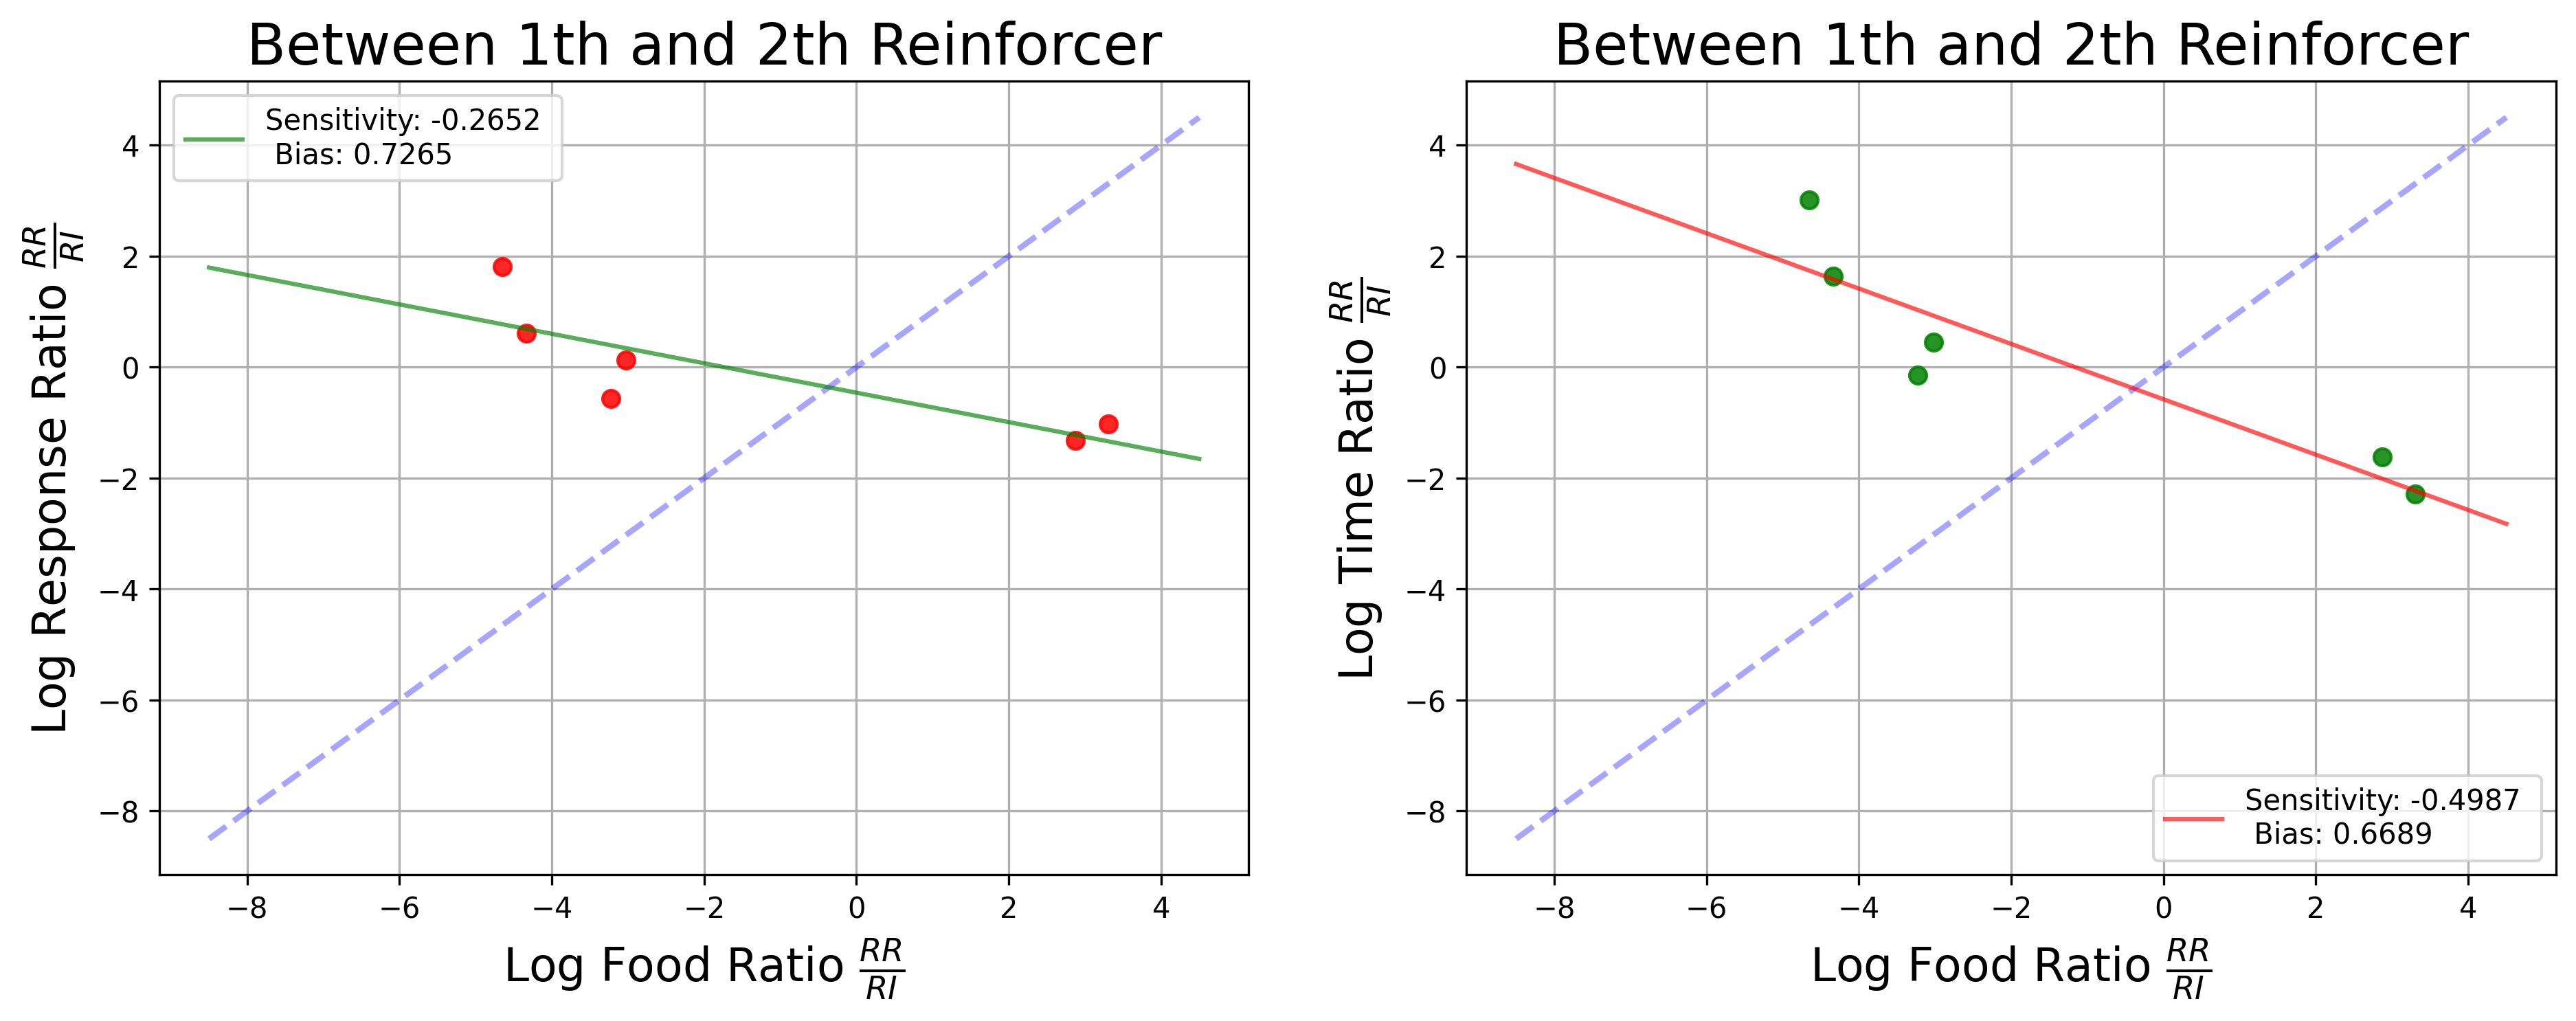 Between 1th and 2th Reinforcer
Sensitivity: -0.2652
Bias: 0.7265
4
2
0
−2
−4
−6
−8
Log Response Ratio RR/RI
−8 −6 −4 −2 0 2 4
Log Food Ratio RR/RI
Between 1th and 2th Reinforcer
4
2
0
−2
−4
−6
−8
Log Time Ratio RR/RI
Sensitivity: -0.4987
Bias: 0.6689
−8 −6 −4 −2 0 2 4
Log Food Ratio RR/RI